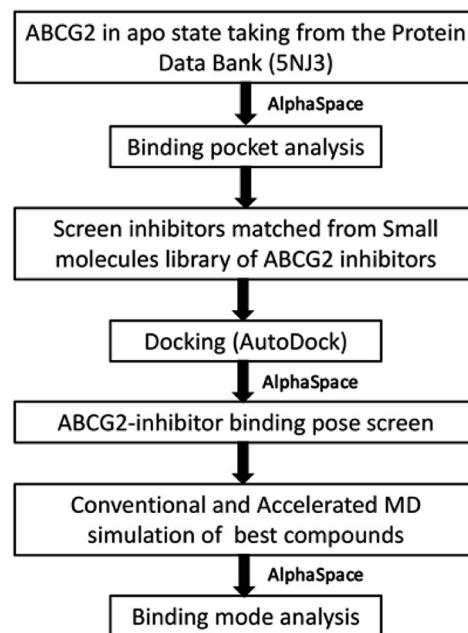 ABCG2 in apo state taking from the Protein
Data Bank (5NJ3)
AlphaSpace
Binding pocket analysis
Screen inhibitors matched from Small
molecules library of ABCG2 inhibitors
Docking (AutoDock)
AlphaSpace
ABCG2-inhibitor binding pose screen
Conventional and Accelerated MD
simulation of best compounds
AlphaSpace
Binding mode analysis